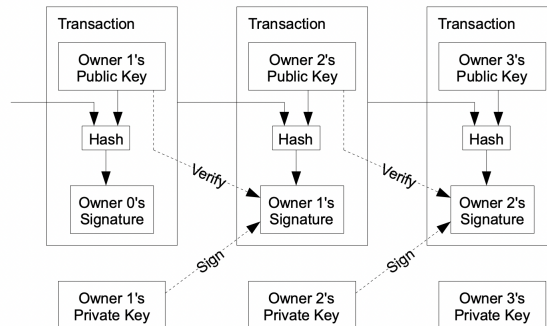 Transaction
Transaction
Transaction
Owner 1's
Public Key
Owner 2's
Public Key
Owner 3's
Public Key
Hash
Hash
Hash
Verify
Verify
Owner 0's
Signature
Owner 1's
Signature
Owner 2's
Signature
Sign
Sign
Owner 1's
Private Key
Owner 2's
Private Key
Owner 3's
Private Key